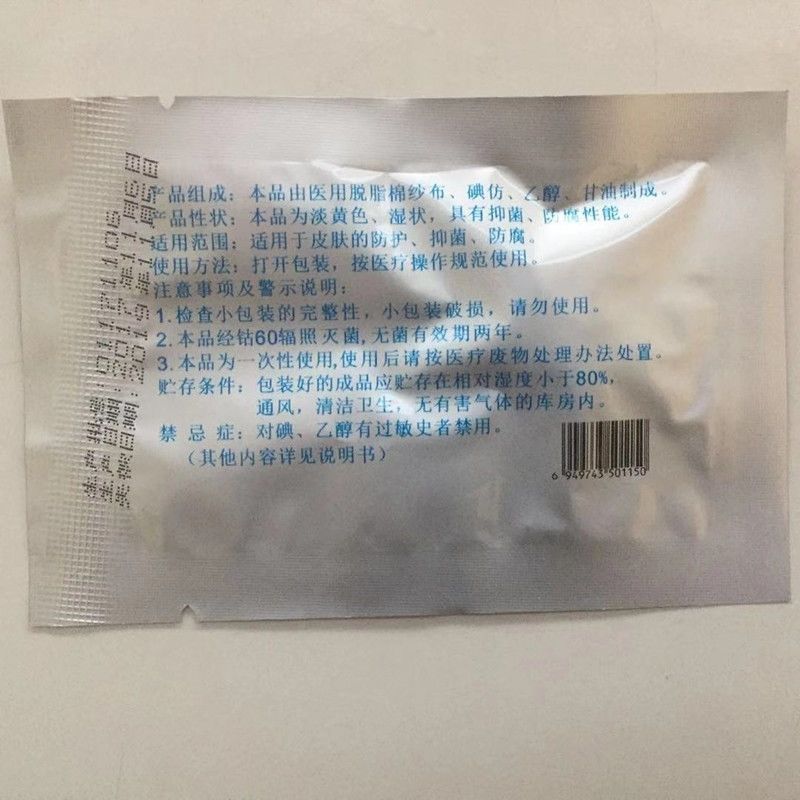 产品组成：本品由医用脱脂棉纱布、碘仿、乙醇、甘油制成。
产品性状：本品为淡黄色、湿状，具有抑菌、防腐性能。
适用范围：适用于皮肤的防护、抑菌、防腐。
使用方法：打开包装，按医疗操作规范使用。
注意事项及警示说明：
1.检查小包装的完整性，小包装破损，请勿使用。
2.本品经钴60辐照灭菌，无菌有效期两年。
3.本品为一次性使用，使用后请按医疗废物处理办法处置。
贮存条件：包装好的成品应贮存在相对湿度小于80%，
通风，清洁卫生，无有害气体的库房内。
禁 忌 症：对碘、乙醇有过敏史者禁用。
（其他内容详见说明书）
6 949743 501150